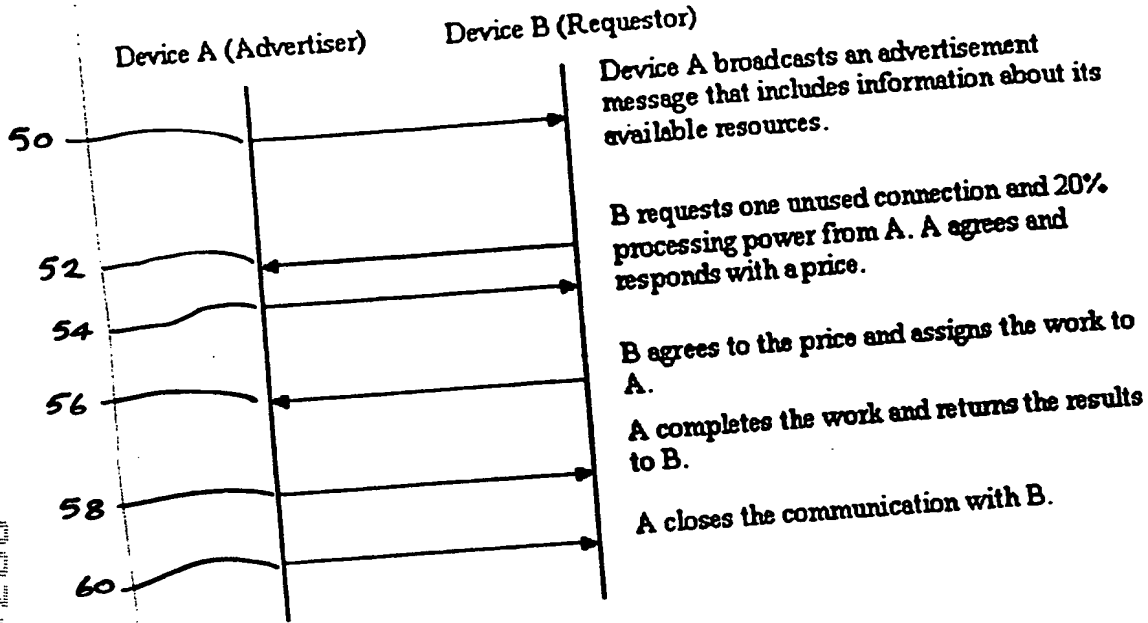 Device A (Advertiser)
Device B (Requestor)
Device A broadcasts an advertisement
message that includes information about its
available resources.
50
B requests one unused connection and 20%
processing power from A. A agrees and
responds with a price.
52
54
B agrees to the price and assigns the work to
A.
56
A completes the work and returns the results
to B.
58
A closes the communication with B.
60